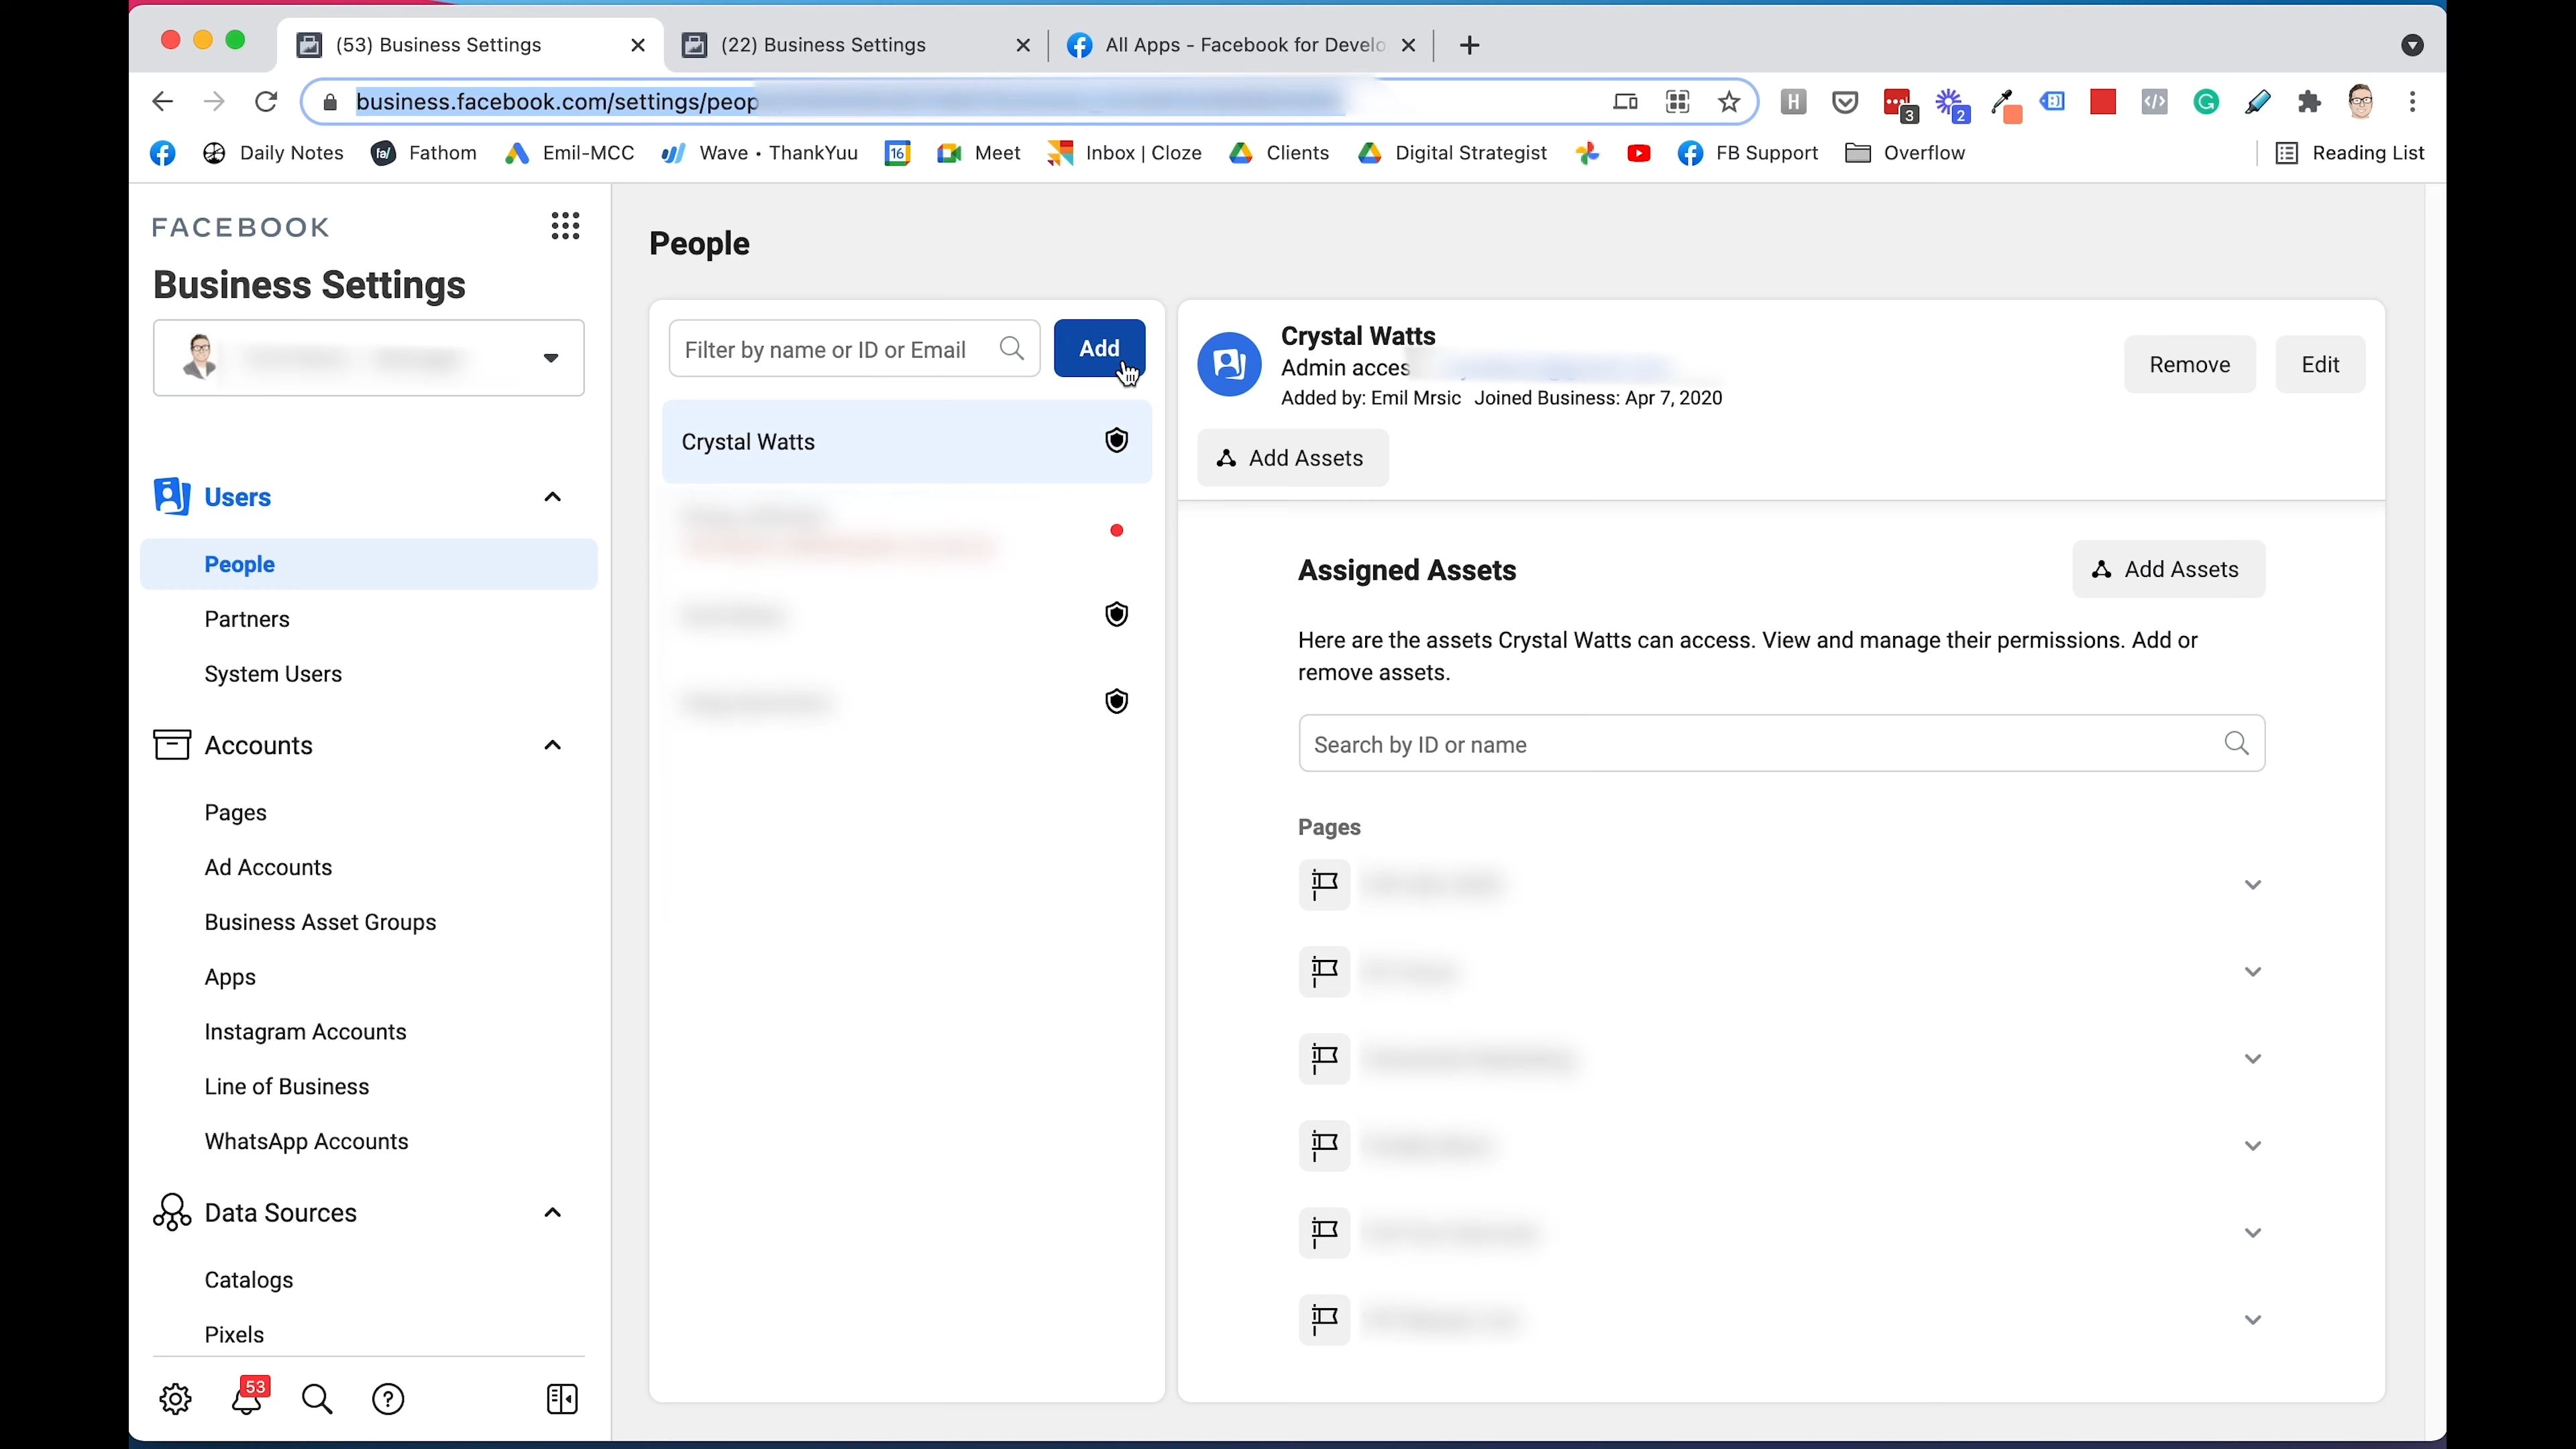 (53) Business Settings
(22) Business Settings
All Apps - Facebook for Develo
business.facebook.com/settings/peop
H
3
2
Daily Notes
fa/
Fathom
Emil-MCC
Wave • ThankYuu
16
Meet
Inbox | Cloze
Clients
Digital Strategist
FB Support
Overflow
Reading List
FACEBOOK
Business Settings
Users
People
Partners
System Users
Accounts
Pages
Ad Accounts
Business Asset Groups
Apps
Instagram Accounts
Line of Business
WhatsApp Accounts
Data Sources
Catalogs
Pixels
53
People
Filter by name or ID or Email
Add
Crystal Watts
Crystal Watts
Admin acces
Added by: Emil Mrsic Joined Business: Apr 7, 2020
Remove
Edit
Add Assets
Assigned Assets
Add Assets
Here are the assets Crystal Watts can access. View and manage their permissions. Add or
remove assets.
Search by ID or name
Pages